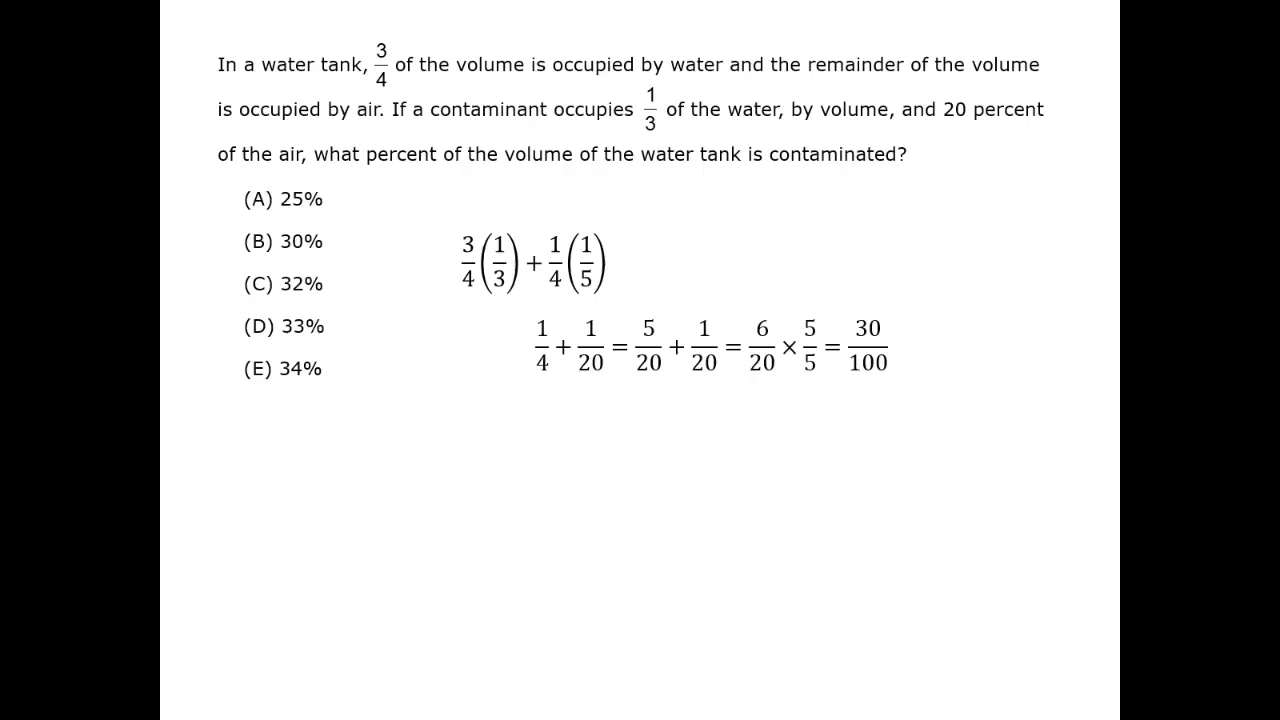 In a water tank, 3/4 of the volume is occupied by water and the remainder of the volume
is occupied by air. If a contaminant occupies 1/3 of the water, by volume, and 20 percent
of the air, what percent of the volume of the water tank is contaminated?
(A) 25%
(B) 30%
(C) 32%
(D) 33%
(E) 34%
3/4(1/3)+1/4(1/5)
1/4+1/20=5/20+1/20=6/20×5/5=30/100